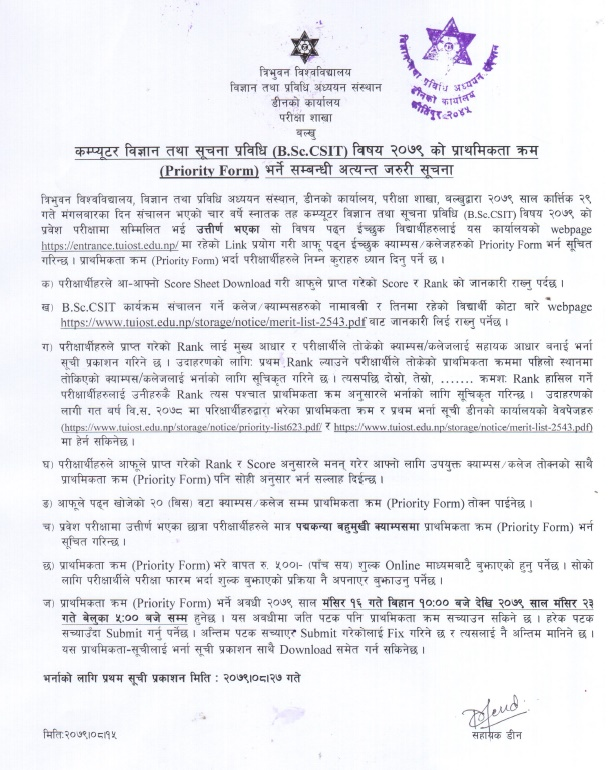 त्रिभुवन विश्वविद्यालय
विज्ञान तथा प्रविधि अध्ययन संस्थान
डीनको कार्यालय
परीक्षा शाखा
बल्खु
विज्ञान तथा प्रविधि अध्ययन संस्थान
डीनको कार्यालय
कीर्तिपुर, २०४५
कम्प्यूटर विज्ञान तथा सूचना प्रविधि (B.Sc.CSIT) विषय २०७९ को प्राथमिकता क्रम
(Priority Form) भर्ने सम्बन्धी अत्यन्त जरुरी सूचना
त्रिभुवन विश्वविद्यालय, विज्ञान तथा प्रविधि अध्ययन संस्थान, डीनको कार्यालय, परीक्षा शाखा, बल्खुद्वारा २०७९ साल कार्त्तिक २९
गते मंगलवारका दिन संचालन भएको चार वर्षे स्नातक तह कम्प्यूटर विज्ञान तथा सूचना प्रविधि (B.Sc.CSIT) विषय २०७९ को
प्रवेश परीक्षामा सम्मिलित भई उत्तीर्ण भएका सो विषय पढ्न ईच्छुक विद्यार्थीहरुलाई यस कार्यालयको webpage
https://entrance.tuiost.edu.np/ मा रहेको Link प्रयोग गरी आफू पढ्न ईच्छुक क्याम्पस/कलेजहरुको Priority Form भर्न सूचित
गरिन्छ । प्राथमिकता क्रम (Priority Form) भर्दा परीक्षार्थीहरुले निम्न कुराहरु ध्यान दिनु पर्ने छ ।
क) परीक्षार्थीहरले आ-आफ्नो Score Sheet Download गरी आफुले प्राप्त गरेको Score र Rank को जानकारी राख्नु पर्दछ ।
ख) B.Sc.CSIT कार्यक्रम संचालन गर्ने कलेज/क्याम्पसहरुको नामावली र तिनमा रहेको विद्यार्थी कोटा बारे webpage
https://www.tuiost.edu.np/storage/notice/merit-list-2543.pdf बाट जानकारी लिई राख्नु पर्नेछ ।
ग) परीक्षार्थीहरुले प्राप्त गरेको Rank लाई मुख्य आधार र परीक्षार्थीले तोकेको क्याम्पस/कलेजलाई सहायक आधार बनाई भर्ना
सूची प्रकाशन गरिने छ । उदाहरणको लागि: प्रथम Rank ल्याउने परीक्षार्थीले तोकेको प्राथमिकता क्रममा पहिलो स्थानमा
तोकिएको क्याम्पस/कलेजलाई भर्नाको लागि सूचिकृत गरिने छ । त्यसपछि दोस्रो, तेस्रो, ....... क्रमशः Rank हासिल गर्ने
परीक्षार्थीहरुलाई उनीहरुकै Rank त्यस पश्चात प्राथमिकता क्रम अनुसारले भर्नाको लागि सूचिकृत गरिन्छ । उदाहरणको
लागी गत बर्ष वि.स. २०७८ मा परिक्षार्थीहरुद्वारा भरेका प्राथमिकता क्रम र प्रथम भर्ना सूची डीनको कार्यालयको वेवपेजहरु
(https://www.tuiost.edu.np/storage/notice/priority-list623.pdf/ र https://www.tuiost.edu.np/storage/notice/merit-list-2543.pdf)
मा हेर्न सकिनेछ ।
घ) परीक्षार्थीहरुले आफूले प्राप्त गरेको Rank र Score अनुसारले मनन् गरेर आफ्नो लागि उपयुक्त क्याम्पस/कलेज तोक्नको साथै
प्राथमिकता क्रम (Priority Form) पनि सोही अनुसार भर्न सल्लाह दिईन्छ ।
ङ) आफूले पढ्न खोजेको २० (बिस) वटा क्याम्पस/कलेज सम्म प्राथमिकता क्रम (Priority Form) तोक्न पाईनेछ ।
च) प्रवेश परीक्षामा उत्तीर्ण भएका छात्रा परीक्षार्थीहरुले मात्र पद्मकन्या बहुमुखी क्याम्पसमा प्राथमिकता क्रम (Priority Form) भर्न
सूचित गरिन्छ ।
छ) प्राथमिकता क्रम (Priority Form) भरे वापत रु. ५००।- (पाँच सय) शुल्क Online माध्यमबाटै बुझाएको हुनु पर्नेछ । सोको
लागि परीक्षार्थीले परीक्षा फारम भर्दा शुल्क बुझाएको प्रक्रिया नै अपनाएर बुझाउनु पर्नेछ ।
ज) प्राथमिकता क्रम (Priority Form) भर्ने अवधी २०७९ साल मंसिर १६ गते बिहान १०:०० बजे देखि २०७९ साल मंसिर २३
गते बेलुका ५:०० बजे सम्म हुनेछ । यस अवधीमा जति पटक पनि प्राथमिकता क्रम सच्याउन सकिने छ । हरेक पटक
सच्याउँदा Submit गर्नु पर्नेछ । अन्तिम पटक सच्याएर Submit गरेकोलाई Fix गरिने छ र त्यसलाई नै अन्तिम मानिने छ ।
यस प्राथमिकता-सूचीलाई भर्ना सूची प्रकाशन साथै Download समेत गर्न सकिनेछ ।
भर्नाको लागि प्रथम सूची प्रकाशन मिति : २०७९।०८।२७ गते
मिति:२०७९।०८।१५
सहायक डीन